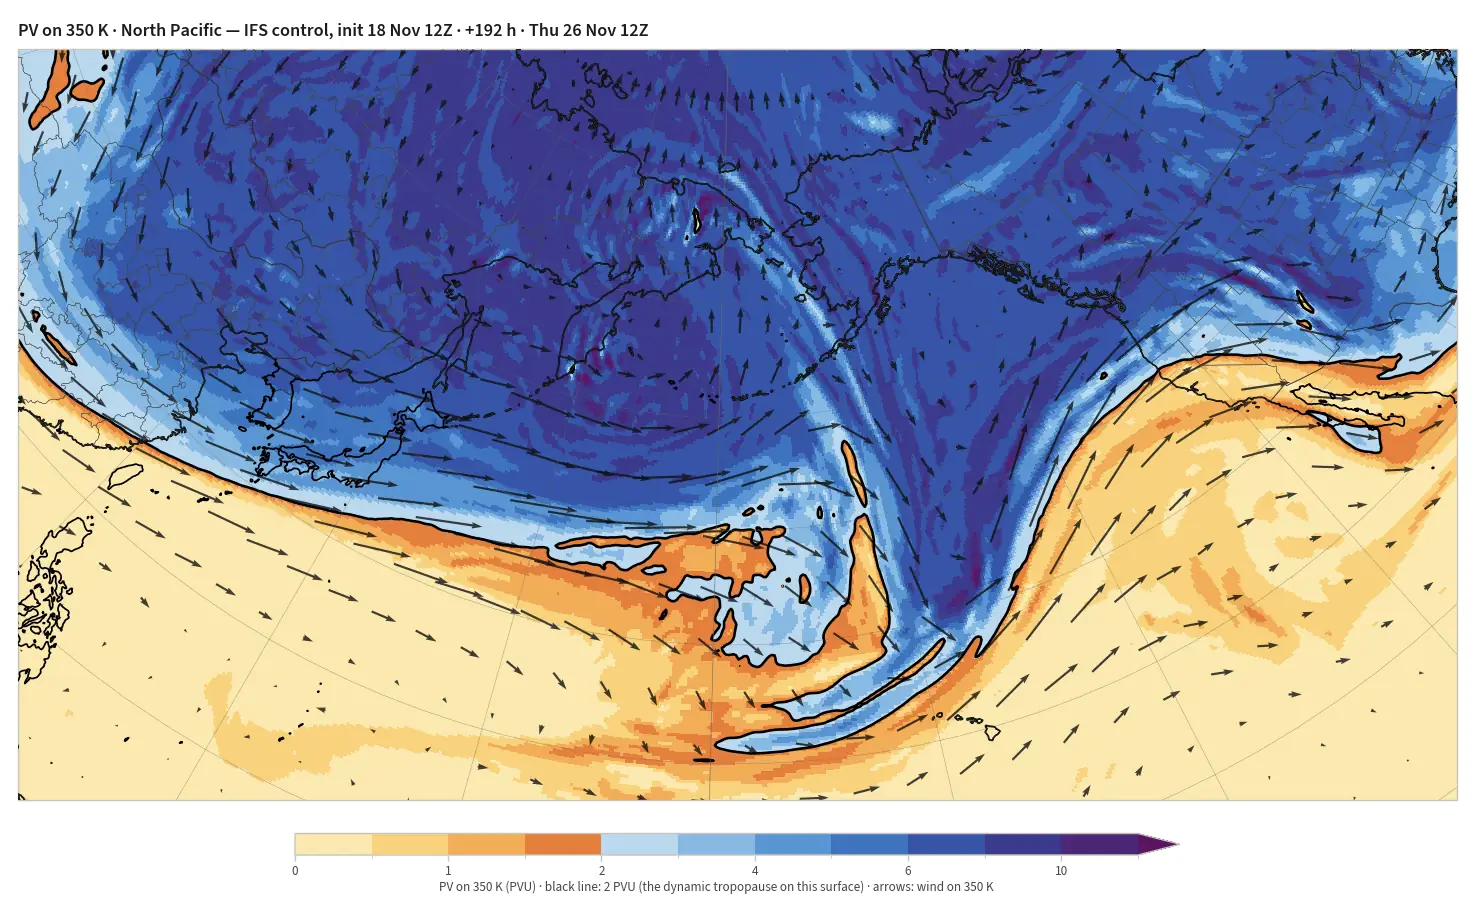 PV on 350 K · North Pacific — IFS control, init 18 Nov 12Z · +192 h · Thu 26 Nov 12Z
0 1 2 4 6 10
PV on 350 K (PVU) · black line: 2 PVU (the dynamic tropopause on this surface) · arrows: wind on 350 K